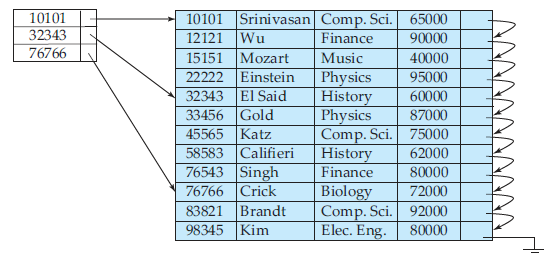 10101
32343
76766
10101 Srinivasan Comp. Sci. 65000
12121 Wu Finance 90000
15151 Mozart Music 40000
22222 Einstein Physics 95000
32343 El Said History 60000
33456 Gold Physics 87000
45565 Katz Comp. Sci. 75000
58583 Califieri History 62000
76543 Singh Finance 80000
76766 Crick Biology 72000
83821 Brandt Comp. Sci. 92000
98345 Kim Elec. Eng. 80000